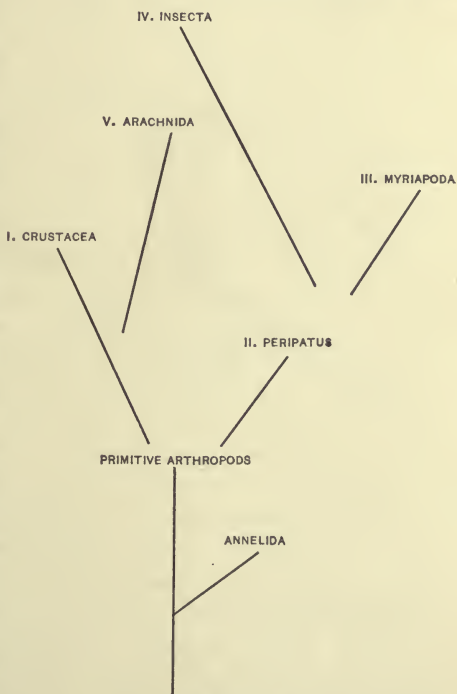 IV. INSECTA
V. ARACHNIDA
III. MYRIAPODA
I. CRUSTACEA
II. PERIPATUS
PRIMITIVE ARTHROPODS
ANNELIDA